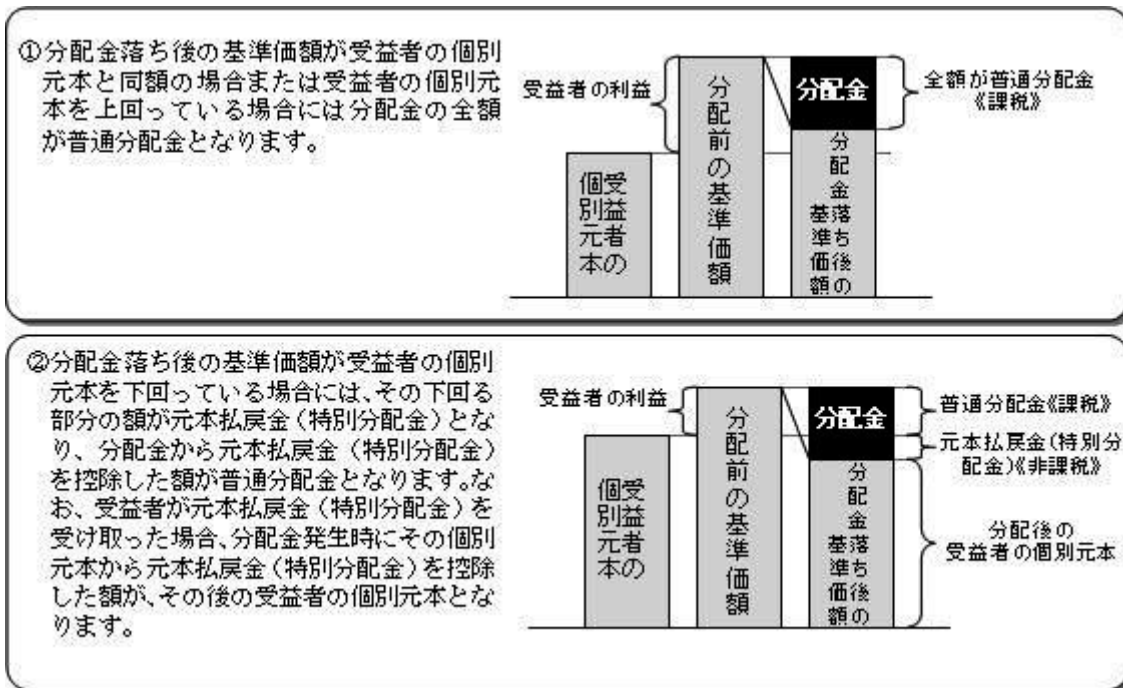 ①分配金落ち後の基準価額が受益者の個別
元本と同額の場合または受益者の個別元
本を上回っている場合には分配金の全額
が普通分配金となります。
受益者の利益
受益者の
個別元本
分配前の基準価額
分配金
分配金落ち後の
基準価額
全額が普通分配金
《課税》
②分配金落ち後の基準価額が受益者の個別
元本を下回っている場合には、その下回る
部分の額が元本払戻金(特別分配金)とな
り、分配金から元本払戻金(特別分配金)
を控除した額が普通分配金となります。な
お、受益者が元本払戻金(特別分配金)を
受け取った場合、分配金発生時にその個別
元本から元本払戻金(特別分配金)を控除
した額が、その後の受益者の個別元本とな
ります。
受益者の利益
受益者の
個別元本
分配前の基準価額
分配金
分配金落ち後の
基準価額
普通分配金《課税》
元本払戻金(特別分
配金)《非課税》
分配後の
受益者の個別元本